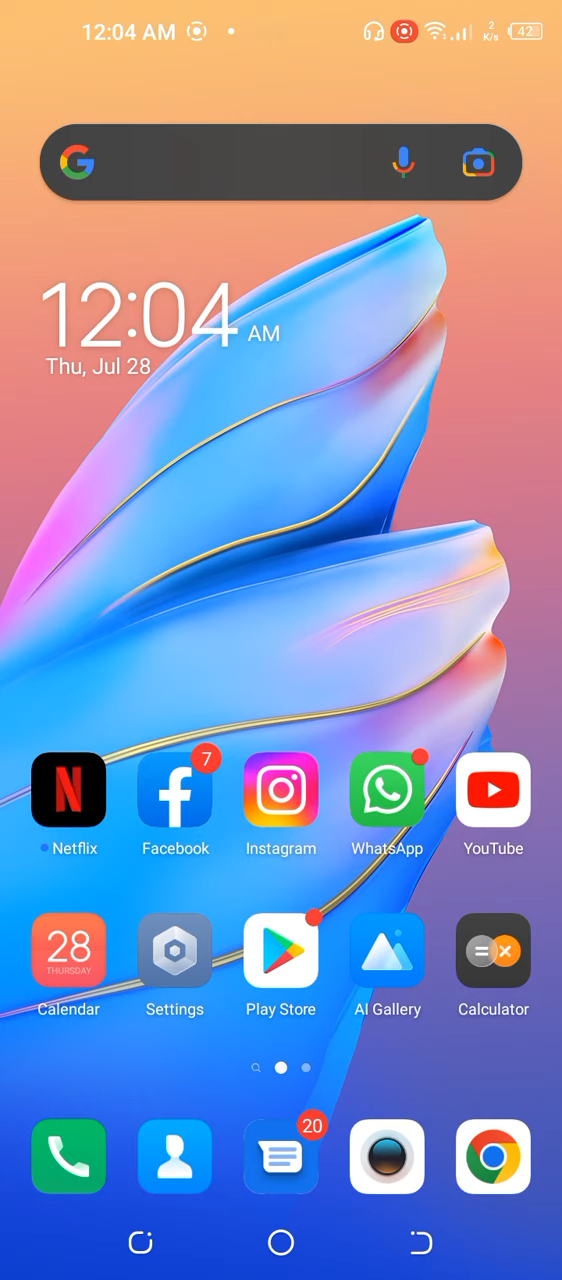 12:04 AM
2
K/s
42
12:04 AM
Thu, Jul 28
7
Netflix
Facebook
Instagram
WhatsApp
YouTube
28
THURSDAY
Calendar
Settings
Play Store
AI Gallery
Calculator
20